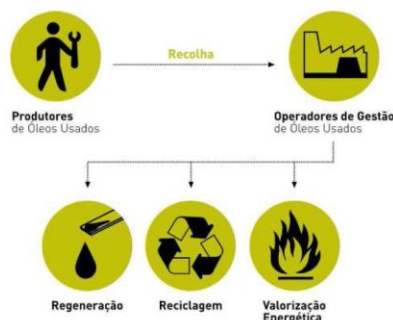 Recolha
Produtores
de Óleos Usados
Operadores de Gestão
de Óleos Usados
Regeneração
Reciclagem
Valorização
Energética